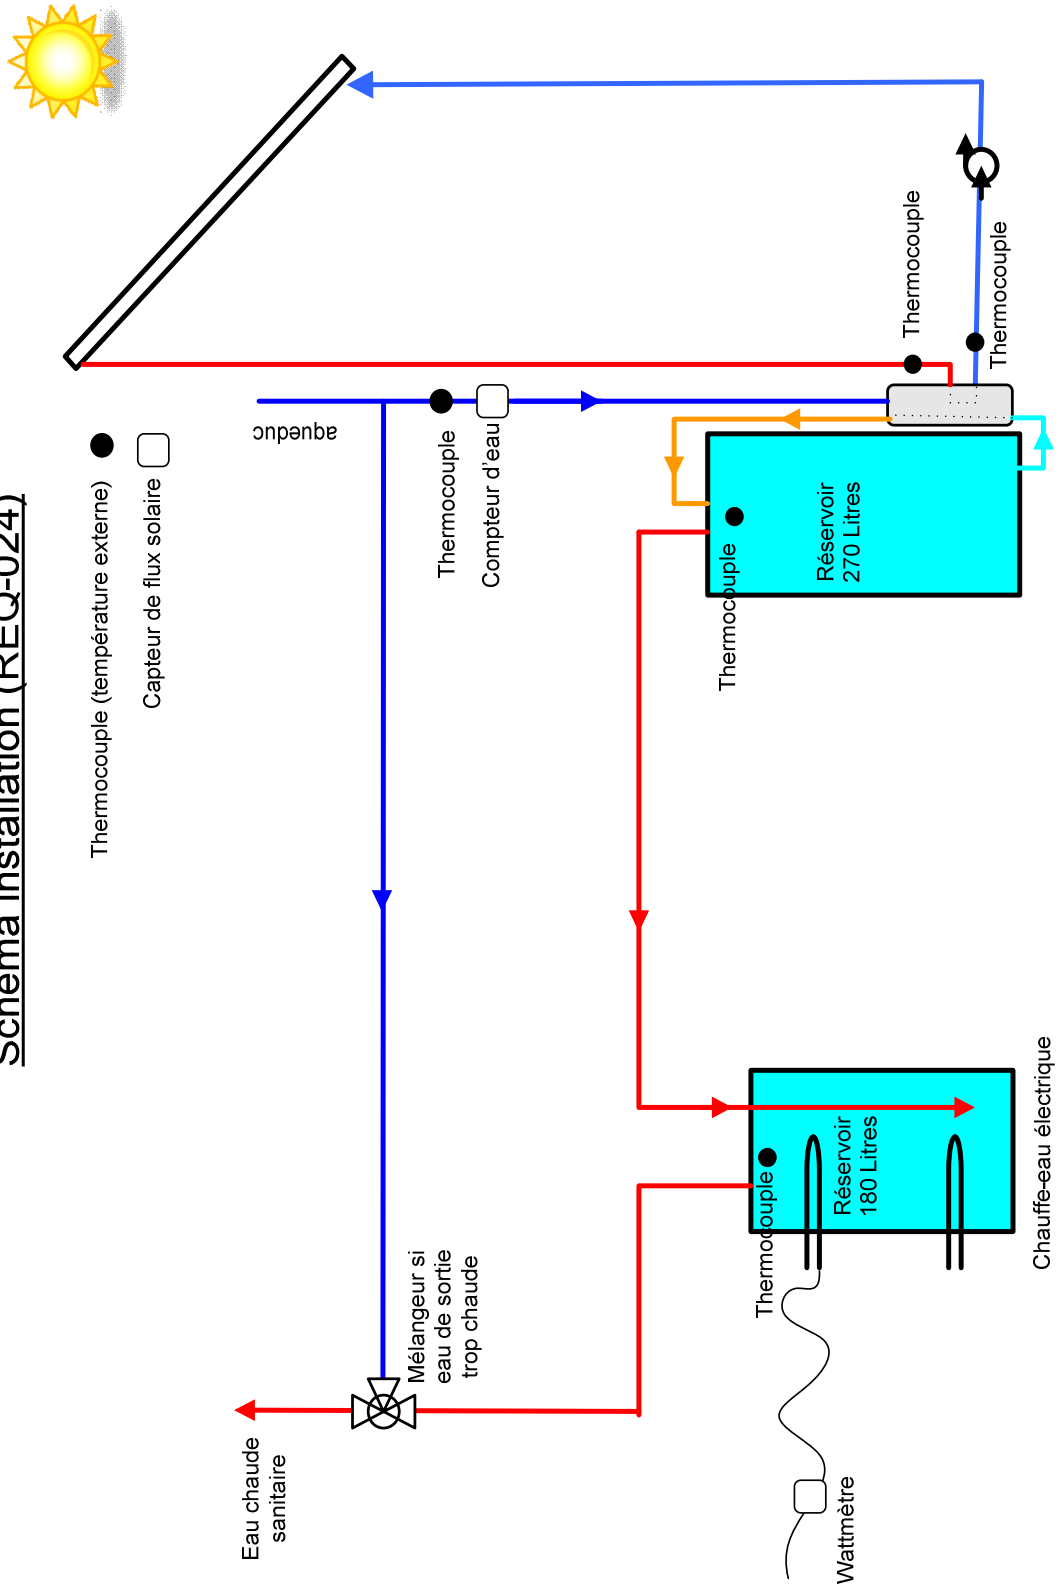 Schéma Installation (REQ-024)
Thermocouple (température externe)
Capteur de flux solaire
aqueduc
Thermocouple
Compteur d'eau
Thermocouple
Thermocouple
Thermocouple
Réservoir
270 Litres
Eau chaude
sanitaire
Mélangeur si
eau de sortie
trop chaude
Thermocouple
Réservoir
180 Litres
Chauffe-eau électrique
Wattmètre